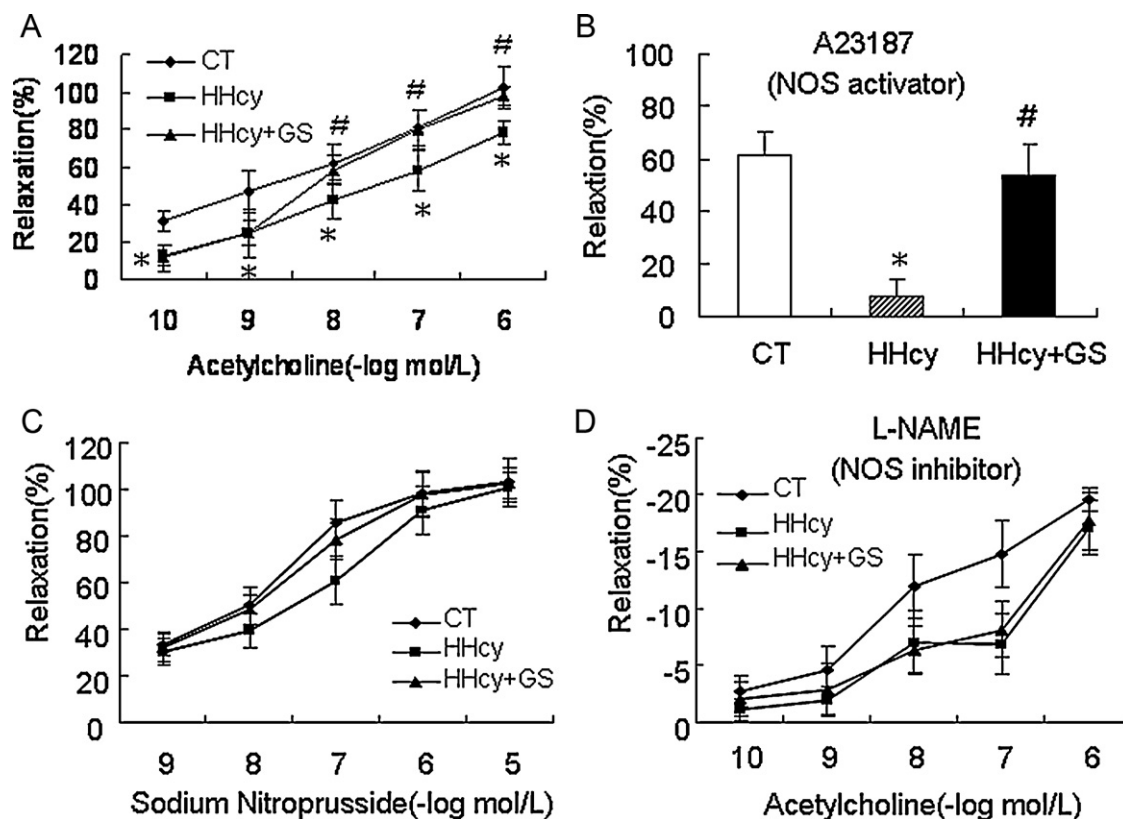 A
Relaxation(%)
120
100
80
60
40
20
0
CT
HHcy
HHcy+GS
#
#
#
*
*
*
*
*
10 9 8 7 6
Acetylcholine(-log mol/L)
B
A23187
(NOS activator)
Relaxtion(%)
100
80
60
40
20
0
*
#
CT HHcy HHcy+GS
C
Relaxation(%)
120
100
80
60
40
20
0
CT
HHcy
HHcy+GS
9 8 7 6 5
Sodium Nitroprusside(-log mol/L)
D
L-NAME
(NOS inhibitor)
Relaxation(%)
-25
-20
-15
-10
-5
0
CT
HHcy
HHcy+GS
10 9 8 7 6
Acetylcholine(-log mol/L)